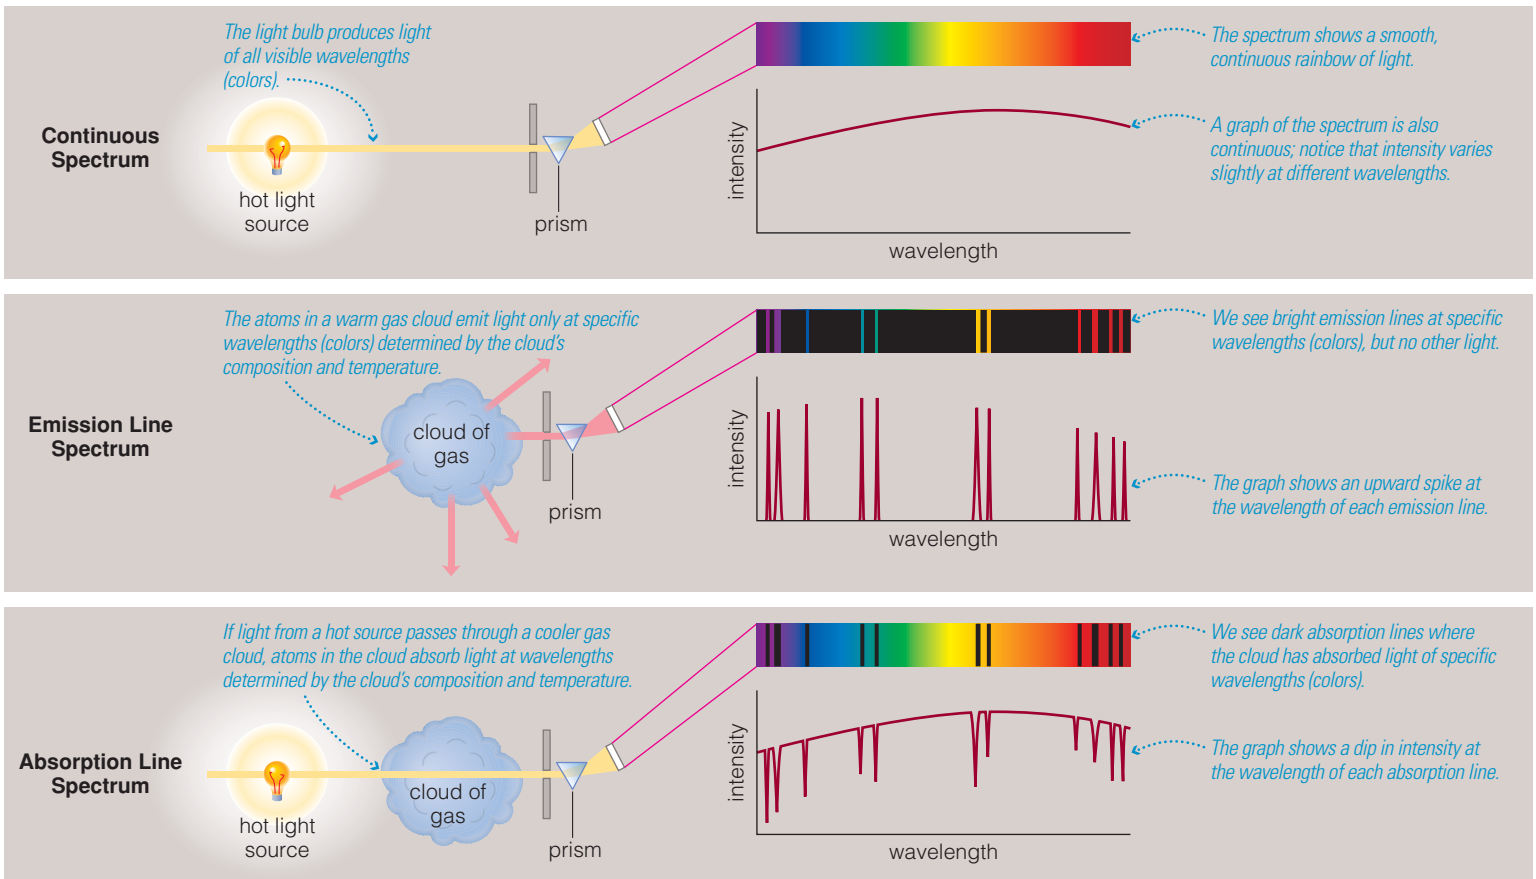 The light bulb produces light
of all visible wavelengths
(colors).
Continuous
Spectrum
hot light
source
prism
intensity
wavelength
The spectrum shows a smooth,
continuous rainbow of light.
A graph of the spectrum is also
continuous; notice that intensity varies
slightly at different wavelengths.
The atoms in a warm gas cloud emit light only at specific
wavelengths (colors) determined by the cloud's
composition and temperature.
Emission Line
Spectrum
cloud of
gas
prism
intensity
wavelength
We see bright emission lines at specific
wavelengths (colors), but no other light.
The graph shows an upward spike at
the wavelength of each emission line.
If light from a hot source passes through a cooler gas
cloud, atoms in the cloud absorb light at wavelengths
determined by the cloud's composition and temperature.
Absorption Line
Spectrum
hot light
source
cloud of
gas
prism
intensity
wavelength
We see dark absorption lines where
the cloud has absorbed light of specific
wavelengths (colors).
The graph shows a dip in intensity at
the wavelength of each absorption line.